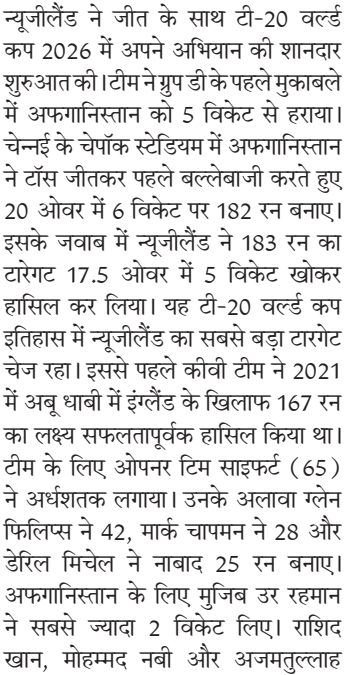 न्यूजीलैंड ने जीत के साथ टी-20 वर्ल्ड
कप 2026 में अपने अभियान की शानदार
शुरुआत की। टीम ने ग्रुप डी के पहले मुकाबले
में अफगानिस्तान को 5 विकेट से हराया।
चेन्नई के चेपॉक स्टेडियम में अफगानिस्तान
ने टॉस जीतकर पहले बल्लेबाजी करते हुए
20 ओवर में 6 विकेट पर 182 रन बनाए।
इसके जवाब में न्यूजीलैंड ने 183 रन का
टारेगट 17.5 ओवर में 5 विकेट खोकर
हासिल कर लिया। यह टी-20 वर्ल्ड कप
इतिहास में न्यूजीलैंड का सबसे बड़ा टारगेट
चेज रहा। इससे पहले कीवी टीम ने 2021
में अबू धाबी में इंग्लैंड के खिलाफ 167 रन
का लक्ष्य सफलतापूर्वक हासिल किया था।
टीम के लिए ओपनर टिम साइफर्ट (65)
ने अर्धशतक लगाया। उनके अलावा ग्लेन
फिलिप्स ने 42, मार्क चापमन ने 28 और
डेरिल मिचेल ने नाबाद 25 रन बनाए।
अफगानिस्तान के लिए मुजिब उर रहमान
ने सबसे ज्यादा 2 विकेट लिए। राशिद
खान, मोहम्मद नबी और अजमतुल्लाह